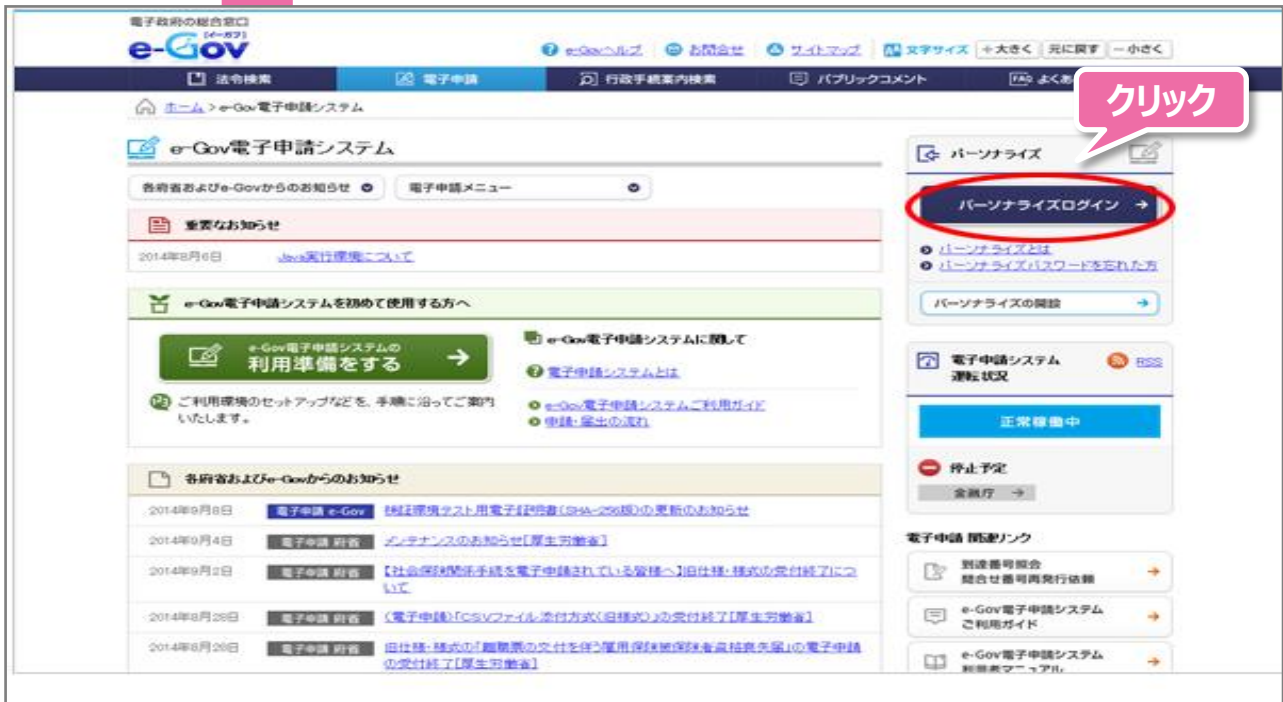 電子政府の総合窓口
[イーガブ]
e-Gov
e-Govヘルプ
お問合せ
サイトマップ
文字サイズ
+大きく
元に戻す
-小さく
法令検索
電子申請
行政手続案内検索
パブリックコメント
FAQ よくあ
クリック
ホーム > e-Gov電子申請システム
e-Gov電子申請システム
各府省およびe-Govからのお知らせ
電子申請メニュー
重要なお知らせ
2014年8月6日 Java実行環境について
e-Gov電子申請システムを初めて使用する方へ
e-Gov電子申請システムの
利用準備をする
ご利用環境のセットアップなどを、手順に沿ってご案内
いたします。
e-Gov電子申請システムに関して
電子申請システムとは
e-Gov電子申請システムご利用ガイド
申請・届出の流れ
各府省およびe-Govからのお知らせ
2014年9月8日 電子申請 e-Gov 検証環境テスト用電子証明書(SHA-256版)の更新のお知らせ
2014年9月4日 電子申請 府省 メンテナンスのお知らせ[厚生労働省]
2014年9月2日 電子申請 府省 【社会保険関係手続を電子申請されている皆様へ】旧仕様・様式の受付終了につ
いて
2014年8月28日 電子申請 府省 (電子申請)「CSVファイル添付方式(旧様式)」の受付終了[厚生労働省]
2014年8月28日 電子申請 府省 旧仕様・様式の「離職票の交付を伴う雇用保険被保険者資格喪失届」の電子申請
の受付終了[厚生労働省]
パーソナライズ
パーソナライズログイン
パーソナライズとは
パーソナライズパスワードを忘れた方
パーソナライズの開設
電子申請システム
運転状況
RSS
正常稼働中
停止予定
金融庁
電子申請 関連リンク
到達番号照会
問合せ番号再発行依頼
e-Gov電子申請システム
ご利用ガイド
e-Gov電子申請システム
利用者マニュアル